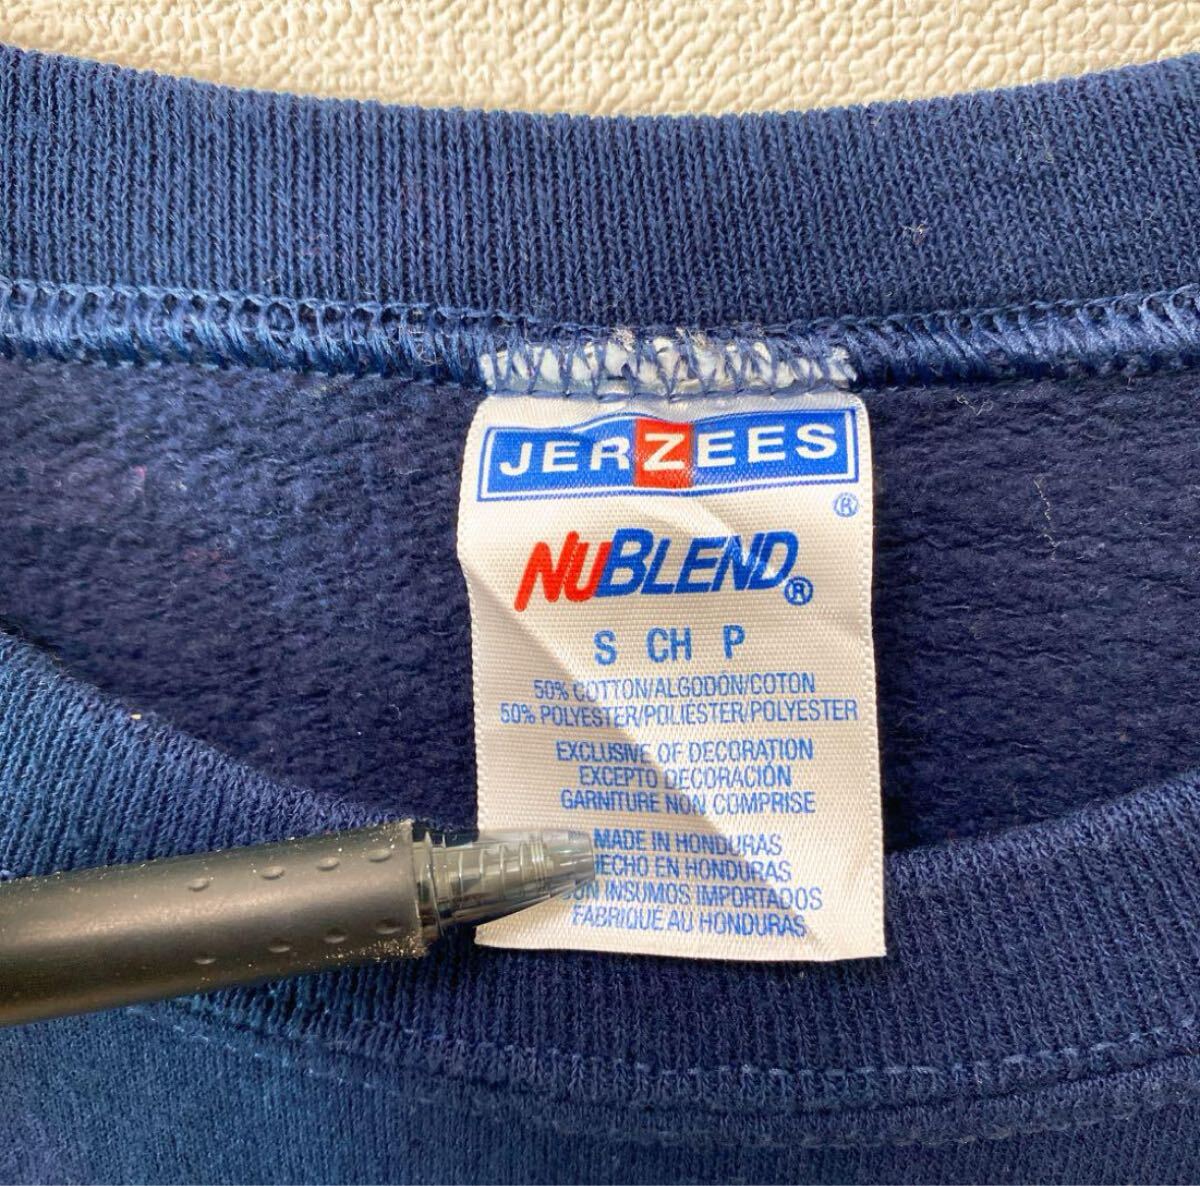 JERZEES
®
NUBLEND®
S CH P
50% COTTON/ALGODÓN/COTON
50% POLYESTER/POLIÉSTER/POLYESTER
EXCLUSIVE OF DECORATION
EXCEPTO DECORACIÓN
GARNITURE NON COMPRISE
MADE IN HONDURAS
HECHO EN HONDURAS
CON INSUMOS IMPORTADOS
FABRIQUÉ AU HONDURAS